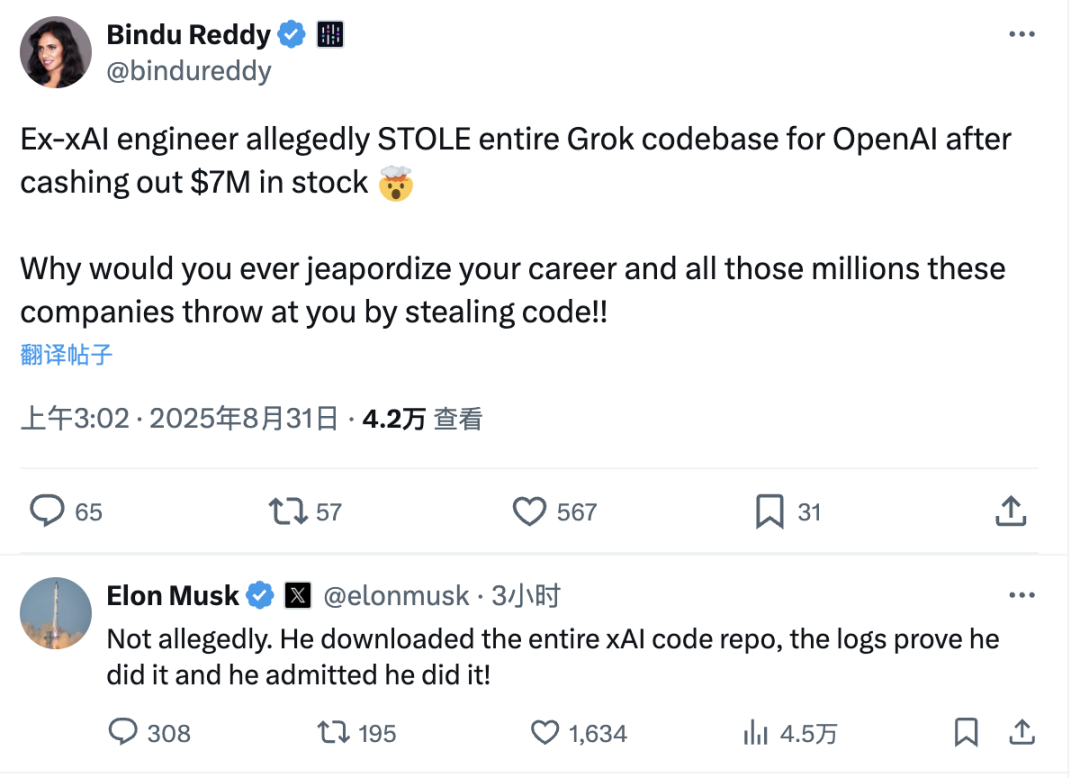 Bindu Reddy
@bindureddy
Ex-xAI engineer allegedly STOLE entire Grok codebase for OpenAI after
cashing out $7M in stock 🤯
Why would you ever jeapordize your career and all those millions these
companies throw at you by stealing code!!
翻译帖子
上午3:02 · 2025年8月31日 · 4.2万 查看
65 57 567 31
Elon Musk @elonmusk · 3小时
Not allegedly. He downloaded the entire xAI code repo, the logs prove he
did it and he admitted he did it!
308 195 1,634 4.5万